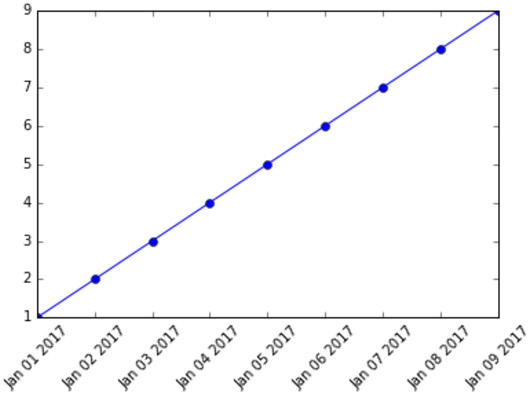 9
8
7
6
5
4
3
2
1
Jan 01 2017
Jan 02 2017
Jan 03 2017
Jan 04 2017
Jan 05 2017
Jan 06 2017
Jan 07 2017
Jan 08 2017
Jan 09 2017